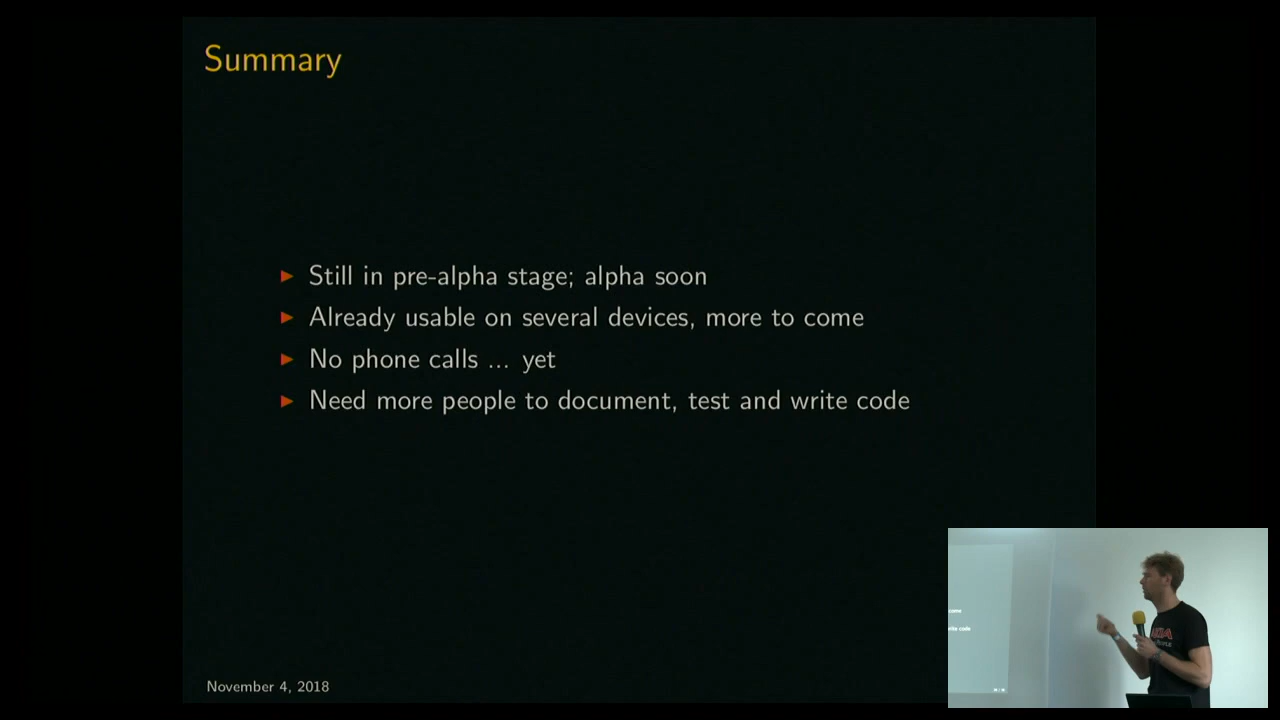 Summary
Still in pre-alpha stage; alpha soon
Already usable on several devices, more to come
No phone calls ... yet
Need more people to document, test and write code
November 4, 2018